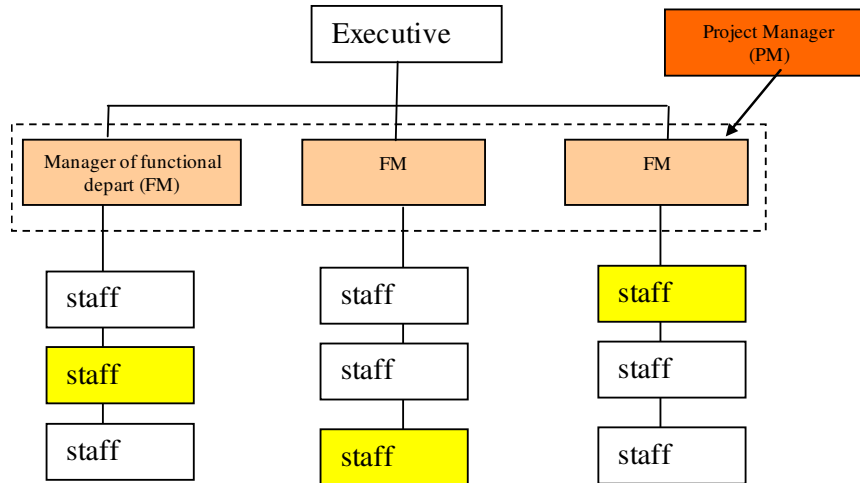 Executive
Project Manager
(PM)
Manager of functional
depart (FM)
FM
FM
staff
staff
staff
staff
staff
staff
staff
staff
staff